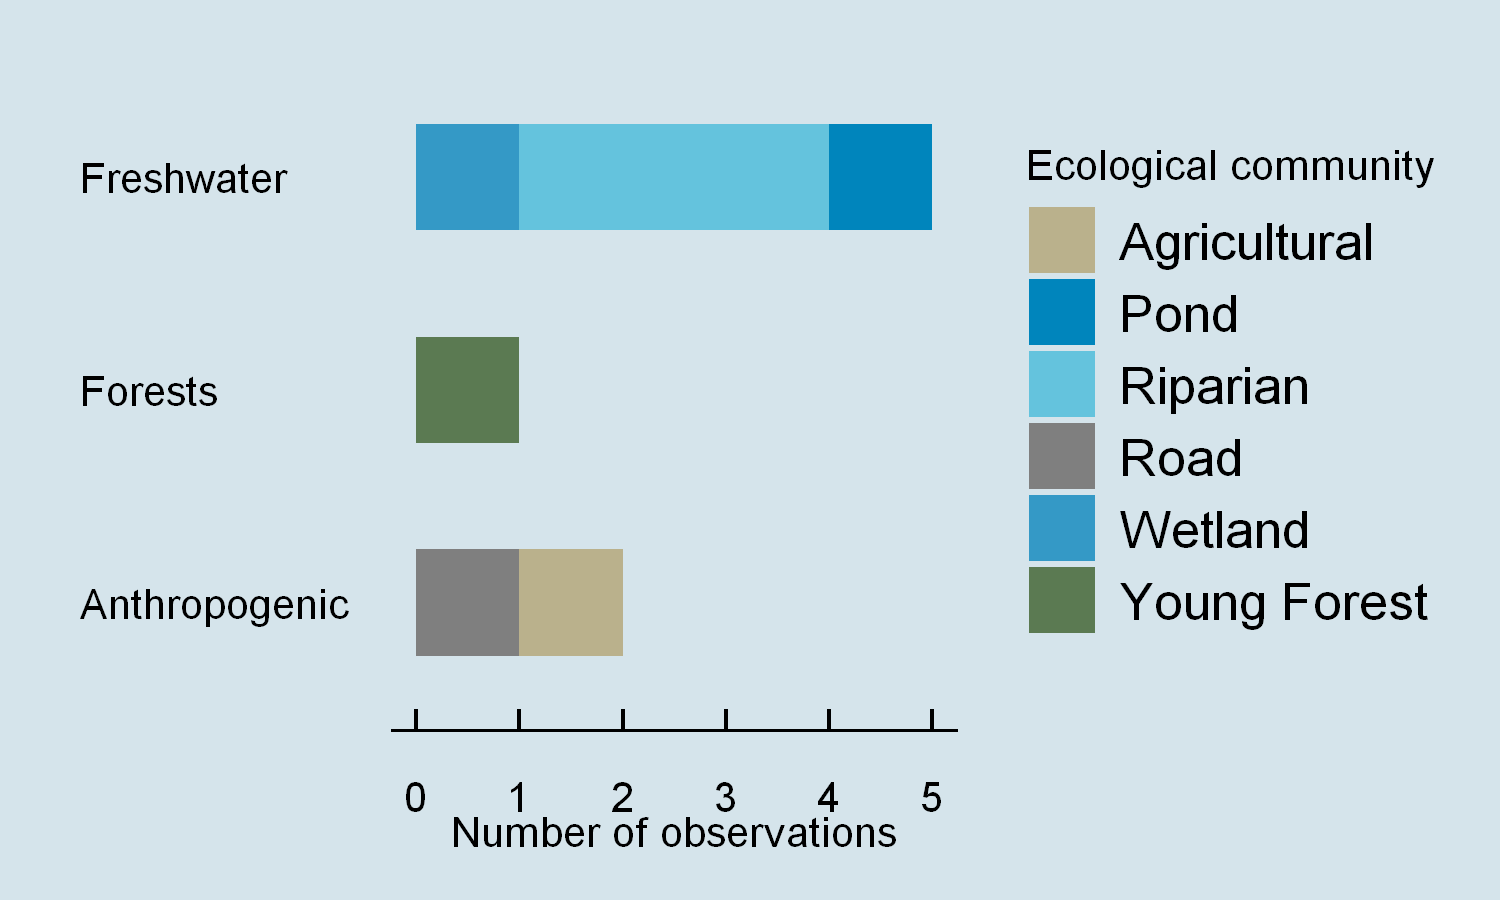 Freshwater
Forests
Anthropogenic
0 1 2 3 4 5
Number of observations
Ecological community
Agricultural
Pond
Riparian
Road
Wetland
Young Forest